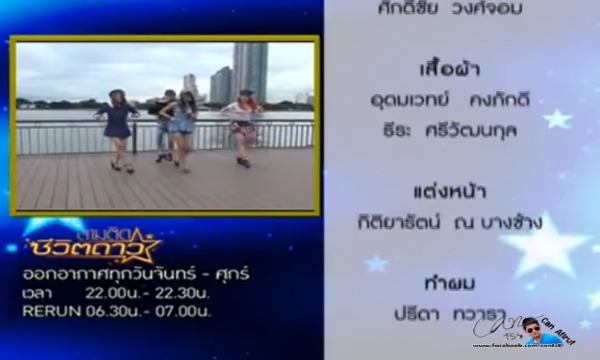 ตามติด
ชีวิตดาว
ออกอากาศทุกวันจันทร์ - ศุกร์
เวลา 22.00น.- 22.30น.
RERUN 06.30น.- 07.00น.
ศักดิ์ชัย วงศ์จอม
เสื้อผ้า
อุดมเวทย์ คงภักดี
ธีระ ศรีวัฒนกุล
แต่งหน้า
กิติยารัตน์ ณ บางช้าง
ทำผม
ปรีดา ทวารา
Can Attrut